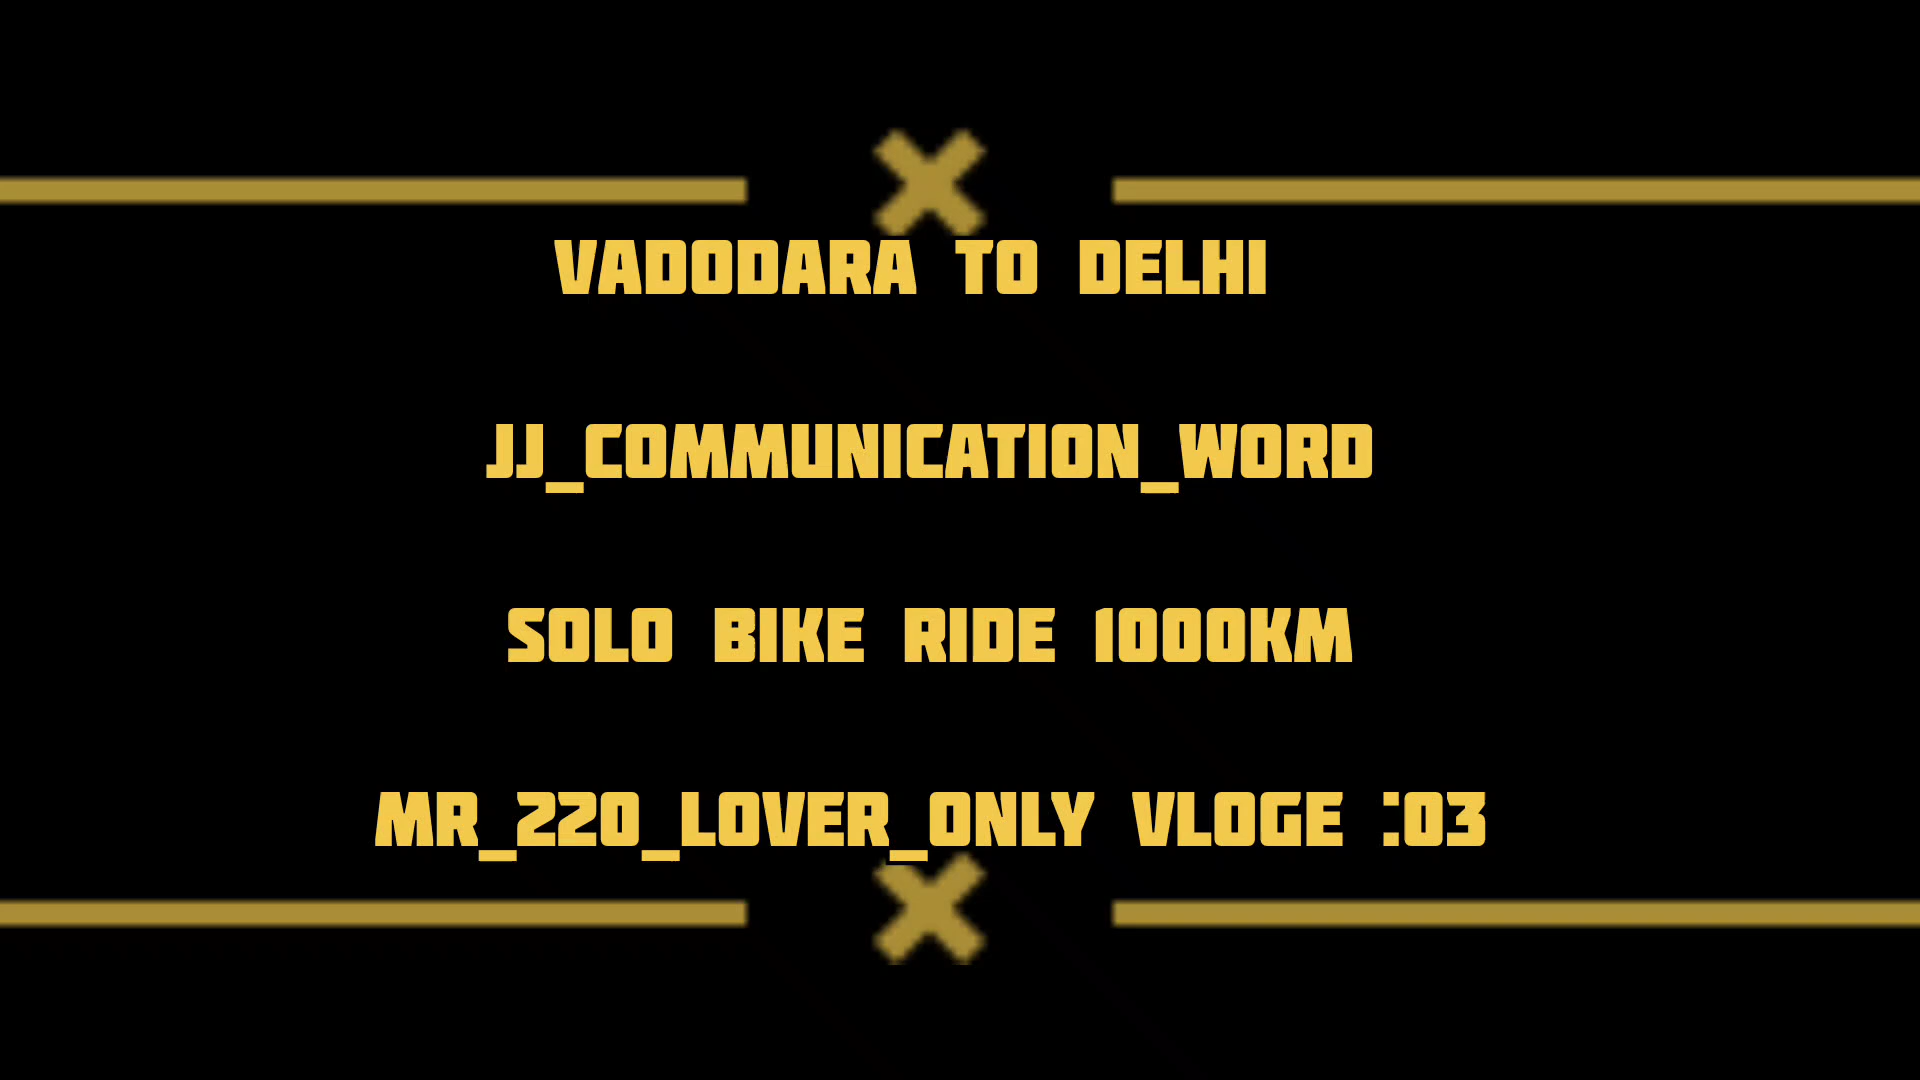 VADODARA TO DELHI
JJ_COMMUNICATION_WORD
SOLO BIKE RIDE 1000KM
MR_220_LOVER_ONLY VLOGE :03